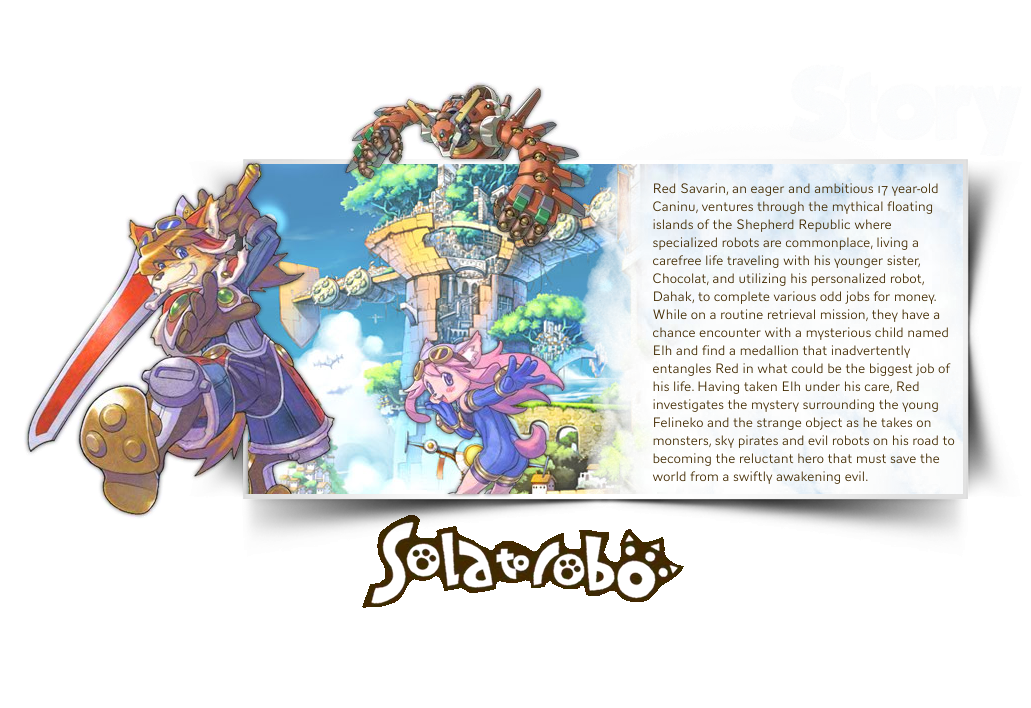 Story
Red Savarin, an eager and ambitious 17 year-old
Caninu, ventures through the mythical floating
islands of the Shepherd Republic where
specialized robots are commonplace, living a
carefree life traveling with his younger sister,
Chocolat, and utilizing his personalized robot,
Dahak, to complete various odd jobs for money.
While on a routine retrieval mission, they have a
chance encounter with a mysterious child named
Elh and find a medallion that inadvertently
entangles Red in what could be the biggest job of
his life. Having taken Elh under his care, Red
investigates the mystery surrounding the young
Felineko and the strange object as he takes on
monsters, sky pirates and evil robots on his road to
becoming the reluctant hero that must save the
world from a swiftly awakening evil.
Solatorobo